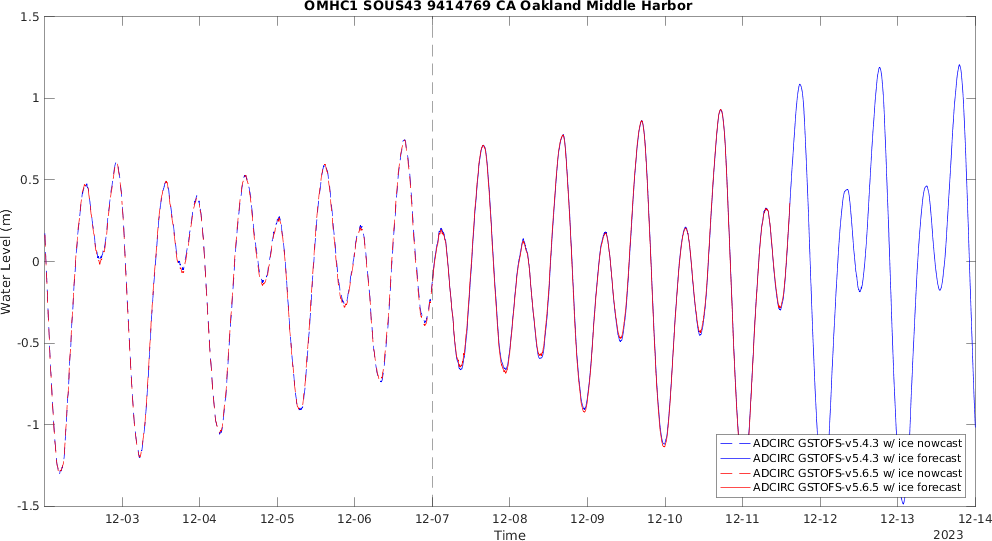 OMHC1 SOUS43 9414769 CA Oakland Middle Harbor
1.5
1
0.5
0
-0.5
-1
-1.5
Water Level (m)
12-03 12-04 12-05 12-06 12-07 12-08 12-09 12-10 12-11 12-12 12-13 12-14
Time
2023
ADCIRC GSTOFS-v5.4.3 w/ ice nowcast
ADCIRC GSTOFS-v5.4.3 w/ ice forecast
ADCIRC GSTOFS-v5.6.5 w/ ice nowcast
ADCIRC GSTOFS-v5.6.5 w/ ice forecast